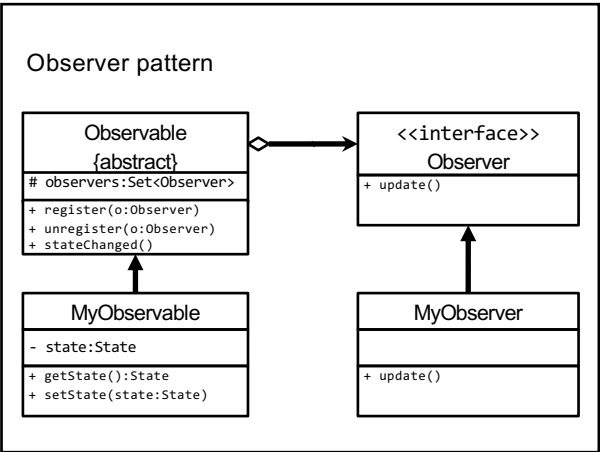 Observer pattern
Observable
{abstract}
# observers:Set<Observer>
+ register(o:Observer)
+ unregister(o:Observer)
+ stateChanged()
<<interface>>
Observer
+ update()
MyObservable
- state:State
+ getState():State
+ setState(state:State)
MyObserver
+ update()